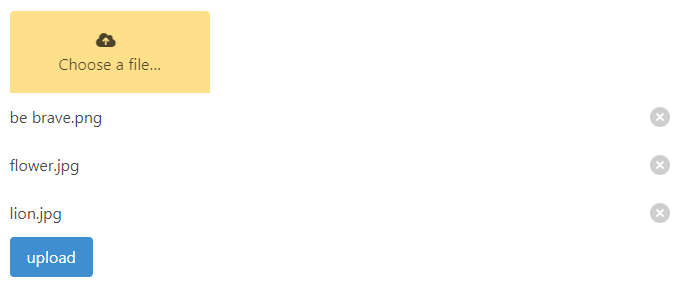 Choose a file...
be brave.png
flower.jpg
lion.jpg
upload